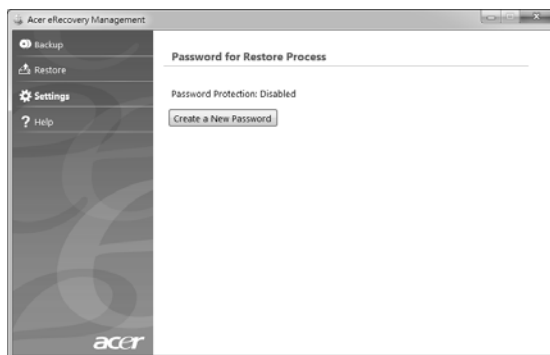 Acer eRecovery Management
Backup
Restore
Settings
Help
Password for Restore Process
Password Protection: Disabled
Create a New Password
acer